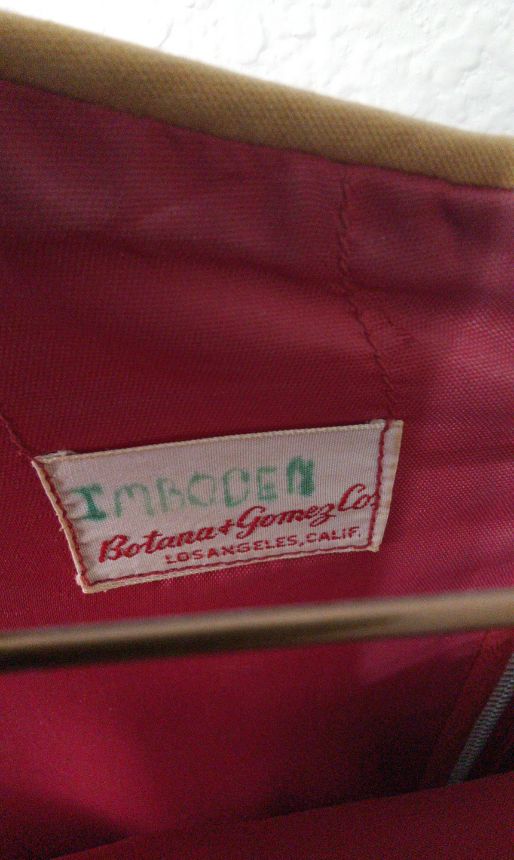 IMBODEN
Botana + Gomez Co.
LOS ANGELES, CALIF.